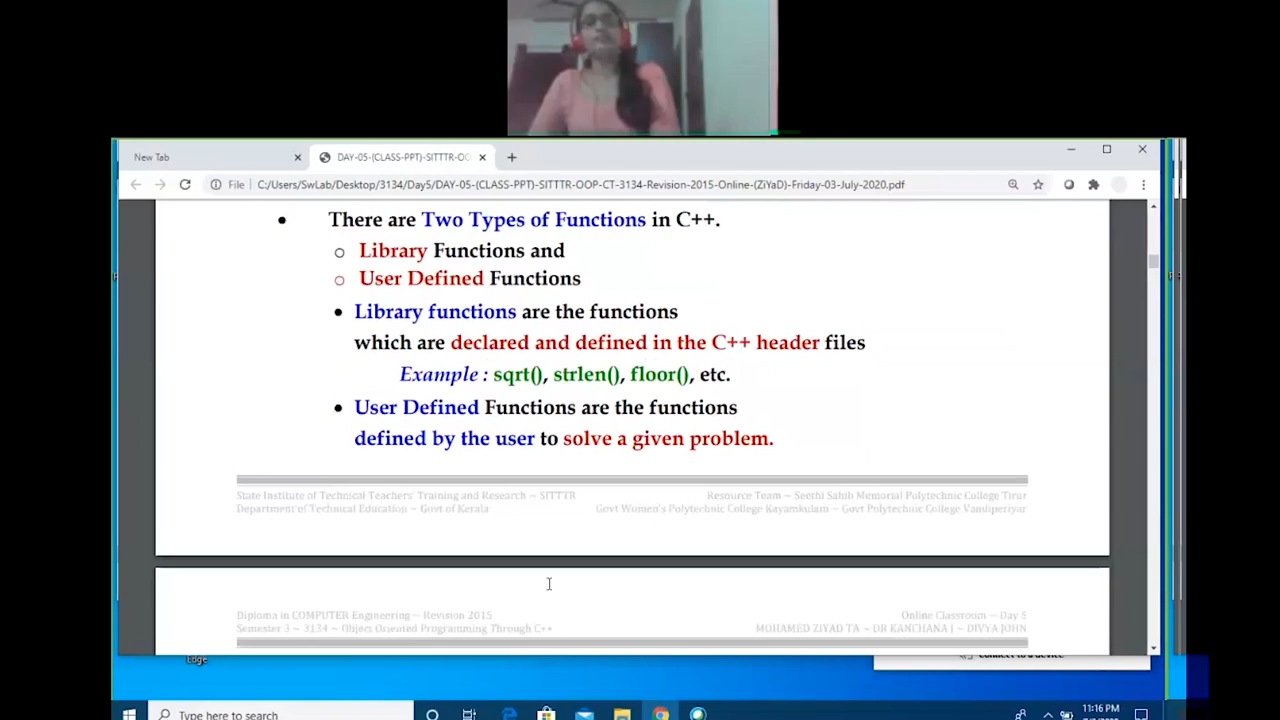 New Tab
DAY-05-(CLASS-PPT)-SITTTR-OO
File
C:/Users/SwLab/Desktop/3134/Day5/DAY-05-(CLASS-PPT)-SITTTR-OOP-CT-3134-Revision-2015-Online-(ZiYaD)-Friday-03-July-2020.pdf
• There are Two Types of Functions in C++.
o Library Functions and
o User Defined Functions
• Library functions are the functions
which are declared and defined in the C++ header files
Example : sqrt(), strlen(), floor(), etc.
• User Defined Functions are the functions
defined by the user to solve a given problem.
State Institute of Technical Teachers' Training and Research ~ SITTTR
Resource Team ~ Seethi Sahib Memorial Polytechnic College Tirur
Department of Technical Education ~ Govt of Kerala
Govt Women's Polytechnic College Kayamkulam ~ Govt Polytechnic College Vandiperiyar
Diploma in COMPUTER Engineering ~ Revision 2015
Online Classroom ~ Day 5
Semester 3 ~ 3134 ~ Object Oriented Programming Through C++
MOHAMED ZIYAD TA ~ DR KANCHANA J ~ DIVYA JOHN
Edge
Connect to a device
Type here to search
11:16 PM